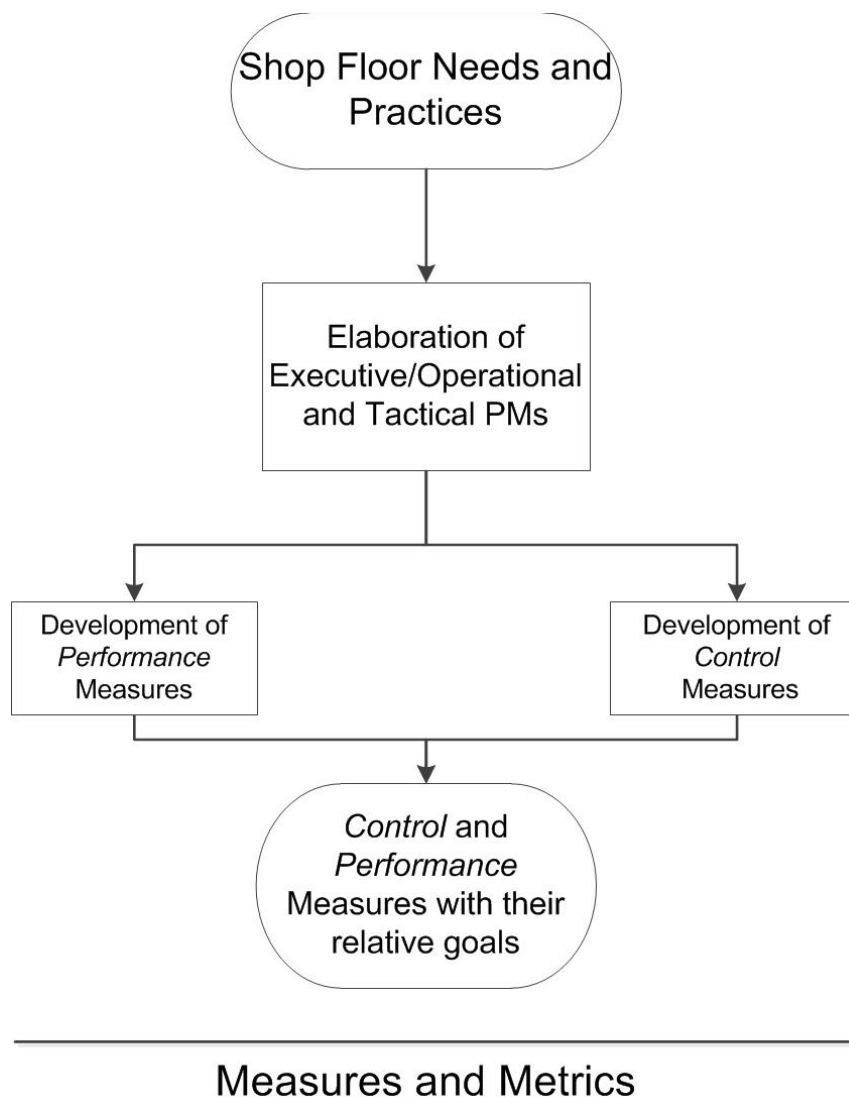 Shop Floor Needs and
Practices
Elaboration of
Executive/Operational
and Tactical PMs
Development of
Performance
Measures
Development of
Control
Measures
Control and
Performance
Measures with their
relative goals
Measures and Metrics